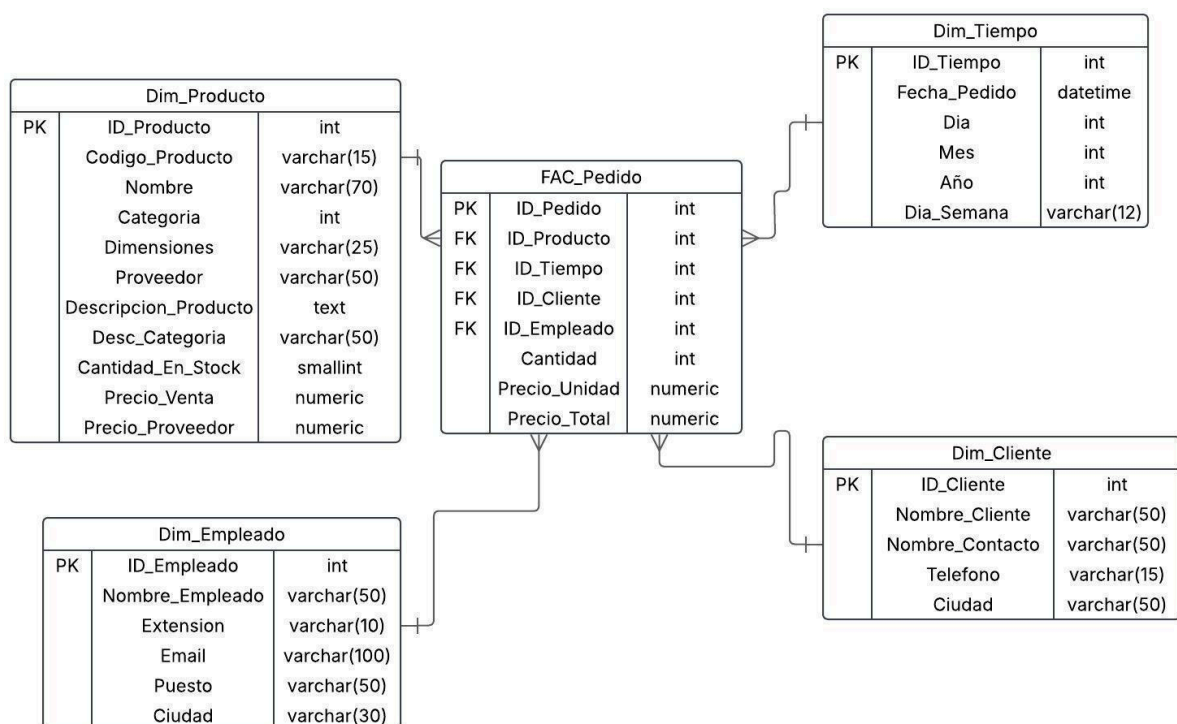 Dim_Producto
PK ID_Producto int
Codigo_Producto varchar(15)
Nombre varchar(70)
Categoria int
Dimensiones varchar(25)
Proveedor varchar(50)
Descripcion_Producto text
Desc_Categoria varchar(50)
Cantidad_En_Stock smallint
Precio_Venta numeric
Precio_Proveedor numeric
FAC_Pedido
PK ID_Pedido int
FK ID_Producto int
FK ID_Tiempo int
FK ID_Cliente int
FK ID_Empleado int
Cantidad int
Precio_Unidad numeric
Precio_Total numeric
Dim_Tiempo
PK ID_Tiempo int
Fecha_Pedido datetime
Dia int
Mes int
Año int
Dia_Semana varchar(12)
Dim_Empleado
PK ID_Empleado int
Nombre_Empleado varchar(50)
Extension varchar(10)
Email varchar(100)
Puesto varchar(50)
Ciudad varchar(30)
Dim_Cliente
PK ID_Cliente int
Nombre_Cliente varchar(50)
Nombre_Contacto varchar(50)
Telefono varchar(15)
Ciudad varchar(50)